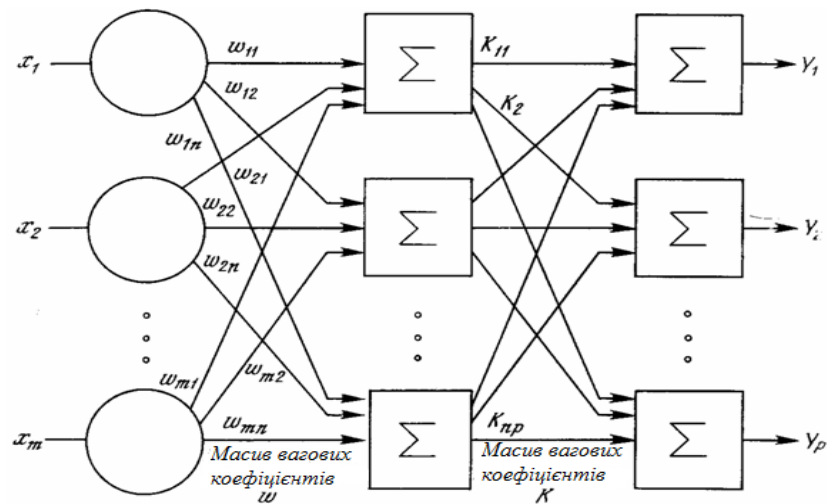 x₁
w₁₁
Σ
K₁₁
Σ
Y₁
w₁₂
K₂
w₁ₙ
w₂₁
x₂
w₂₂
Σ
Σ
Y₂
w₂ₙ
wₘ₁
wₘ₂
xₘ
wₘₙ
Σ
Kₙₚ
Σ
Yₚ
Масив вагових
коефіцієнтів
w
Масив вагових
коефіцієнтів
K